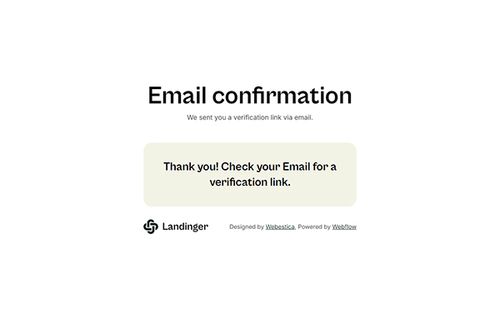 Email confirmation
We sent you a verification link via email.
Thank you! Check your Email for a
verification link.
Landinger
Designed by Webestica, Powered by Webflow